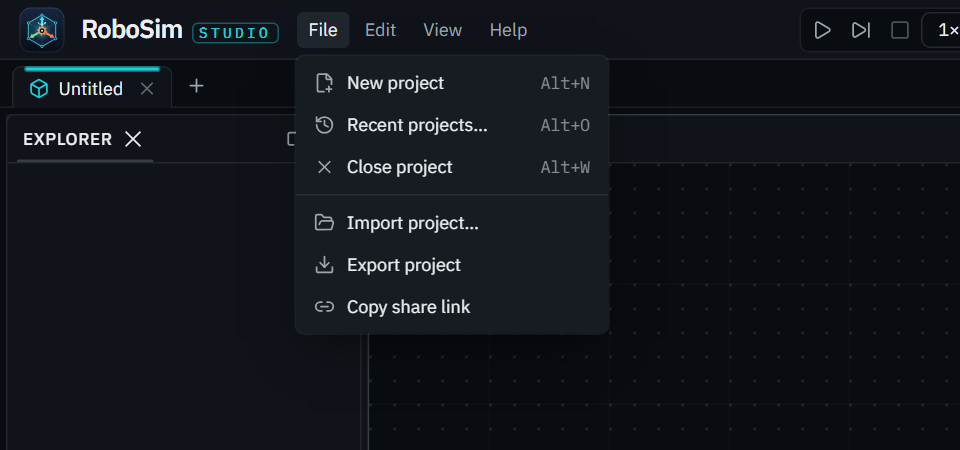 RoboSim STUDIO File Edit View Help 1×
Untitled
EXPLORER
New project Alt+N
Recent projects... Alt+O
Close project Alt+W
Import project...
Export project
Copy share link